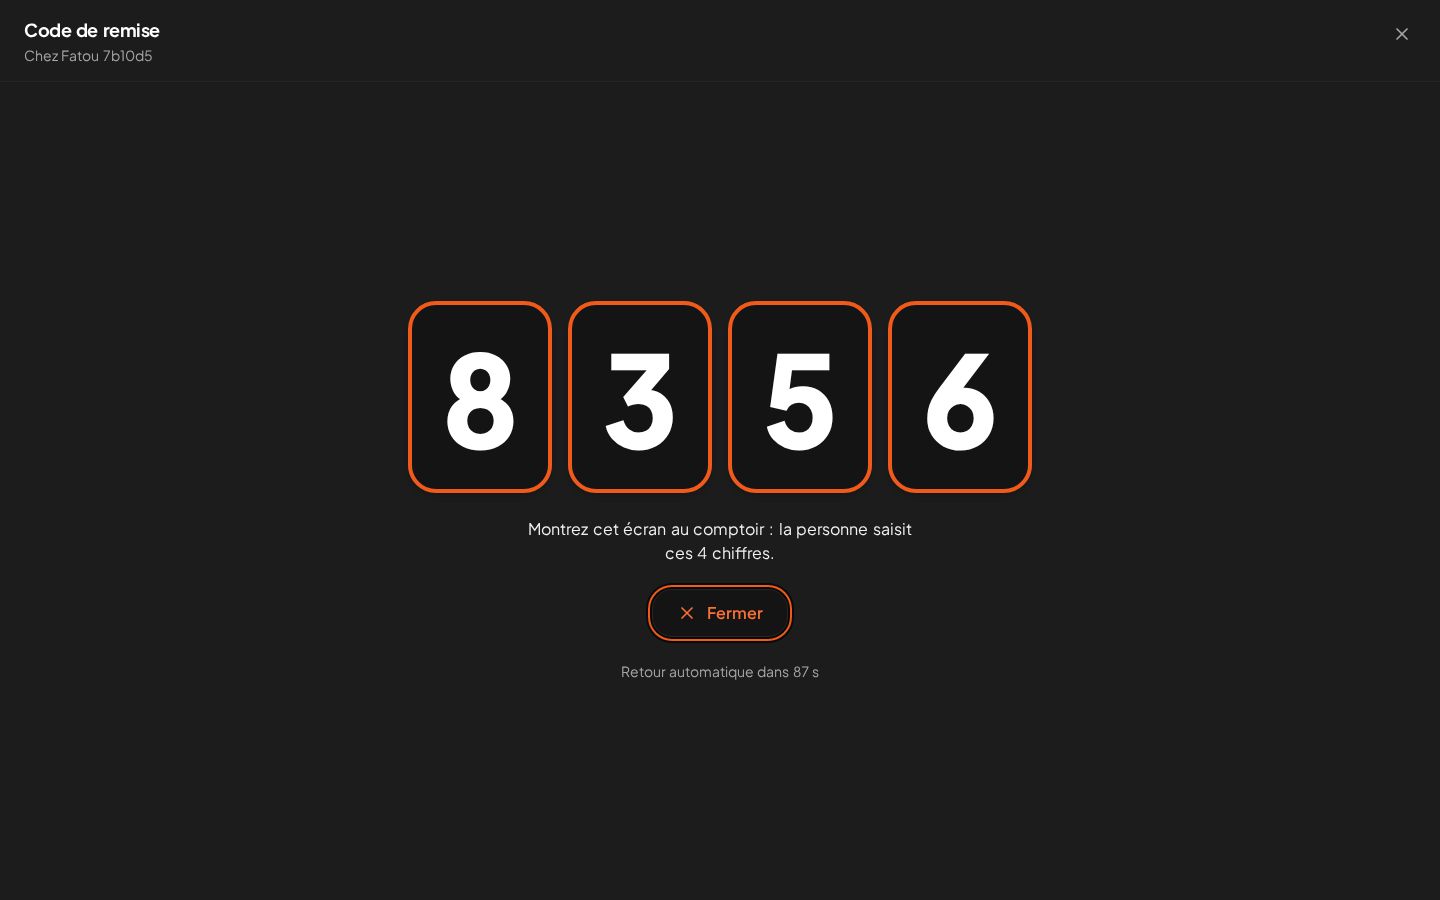 Code de remise
Chez Fatou 7b10d5
8 3 5 6
Montrez cet écran au comptoir : la personne saisit
ces 4 chiffres.
Fermer
Retour automatique dans 87 s